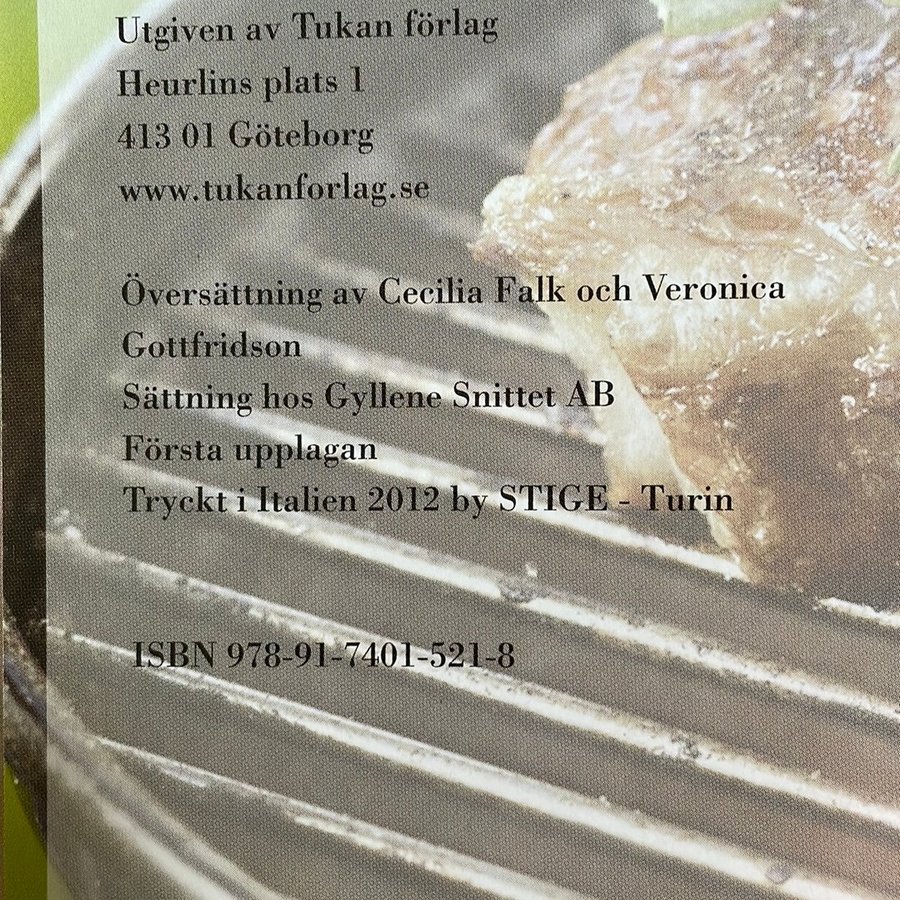 Utgiven av Tukan förlag
Heurlins plats 1
413 01 Göteborg
www.tukanforlag.se
Översättning av Cecilia Falk och Veronica
Gottfridson
Sättning hos Gyllene Snittet AB
Första upplagan
Tryckt i Italien 2012 by STIGE - Turin
ISBN 978-91-7401-521-8